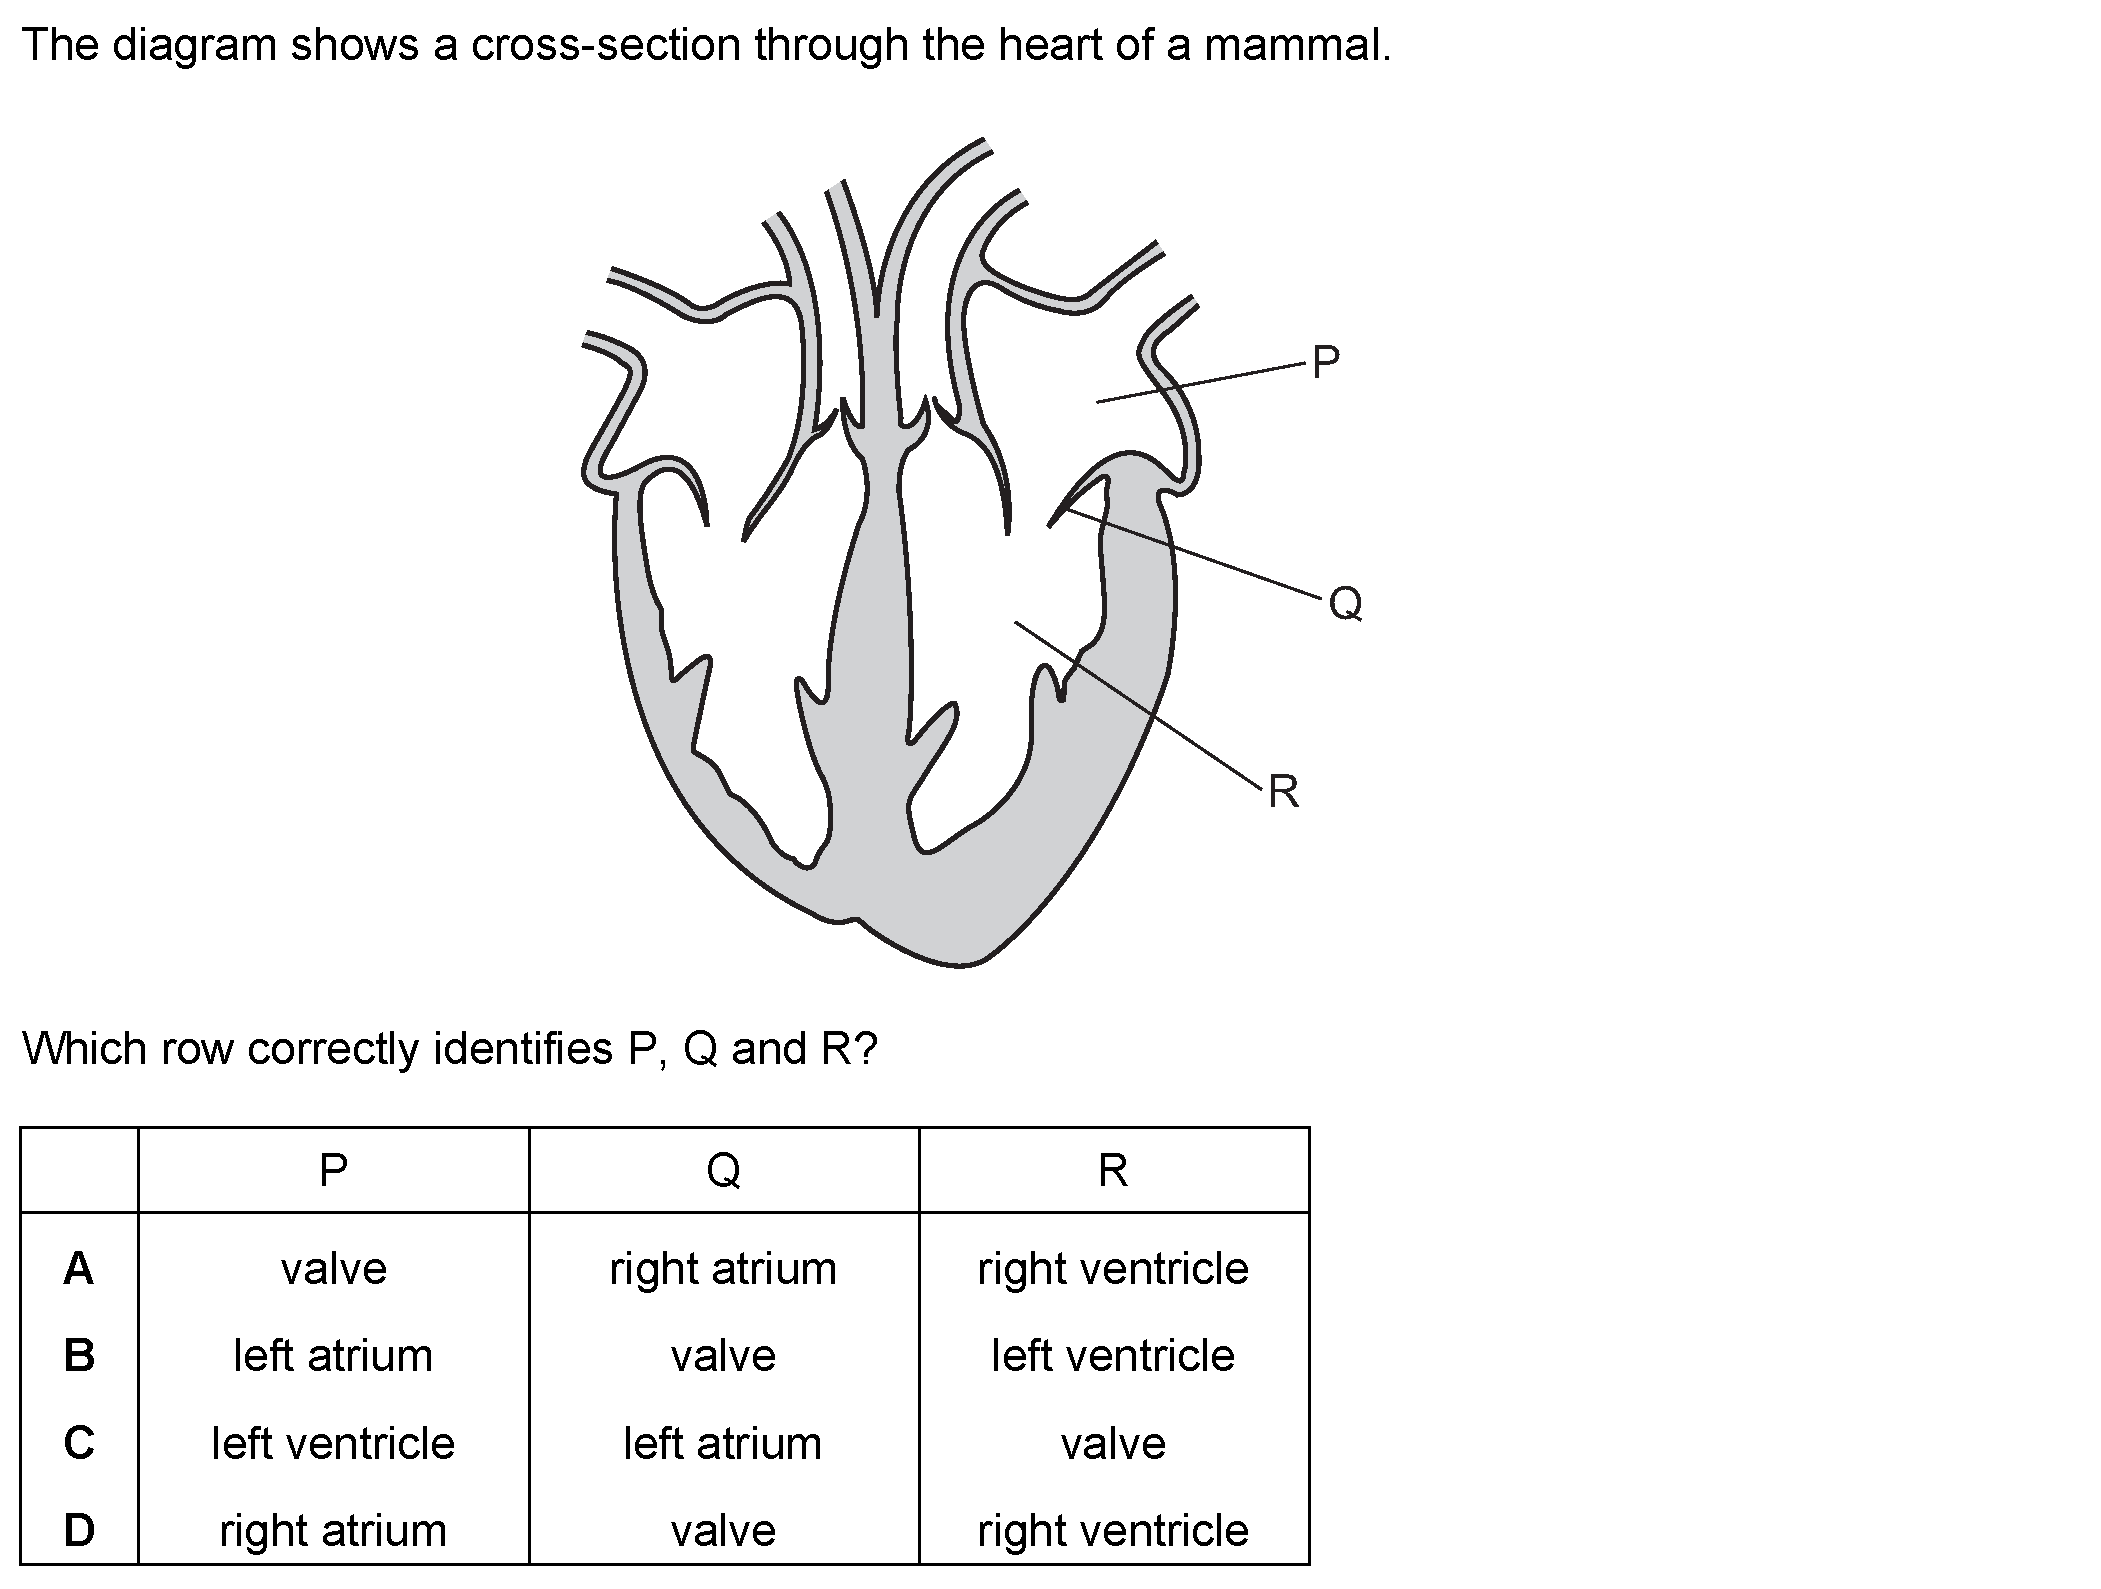 The diagram shows a cross-section through the heart of a mammal.
P
Q
R
Which row correctly identifies P, Q and R?
P Q R
A valve right atrium right ventricle
B left atrium valve left ventricle
C left ventricle left atrium valve
D right atrium valve right ventricle